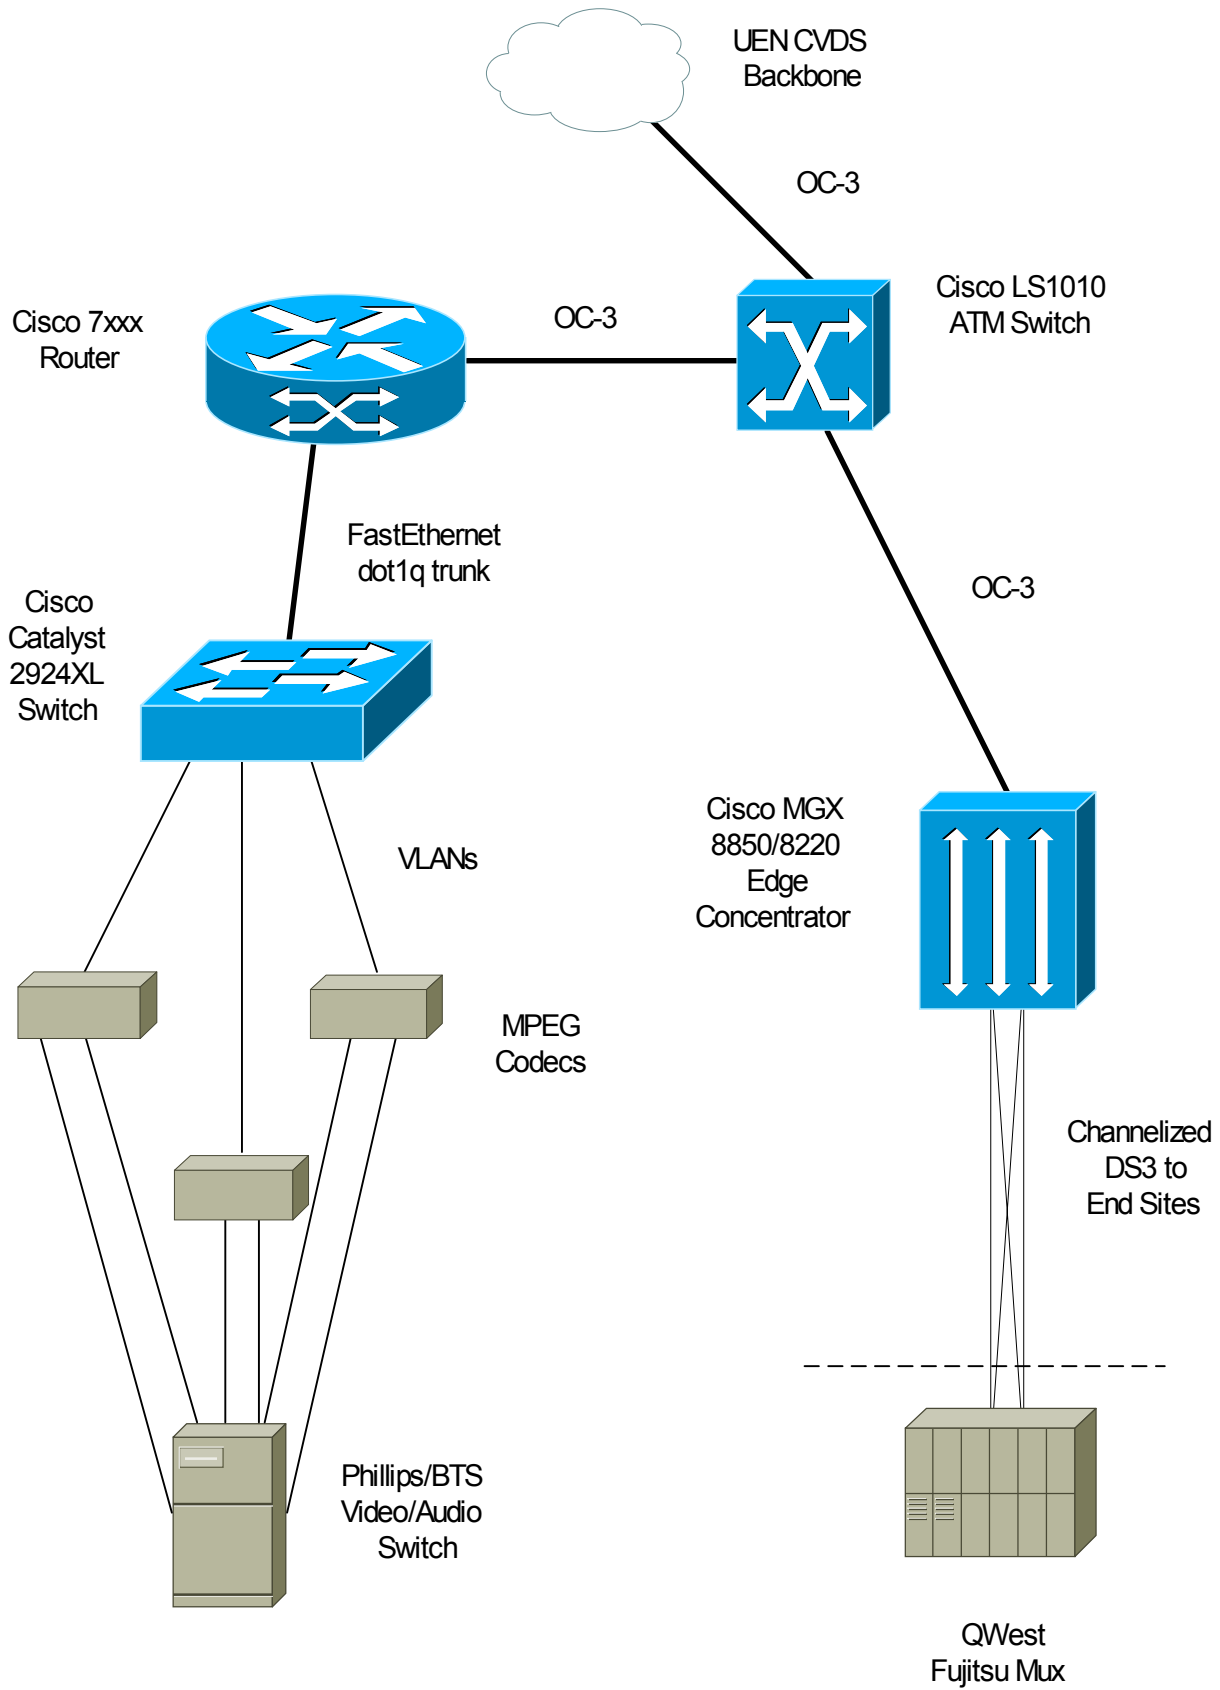 UEN CVDS
Backbone
OC-3
Cisco LS1010
ATM Switch
OC-3
Cisco 7xxx
Router
FastEthernet
dot1q trunk
OC-3
Cisco
Catalyst
2924XL
Switch
Cisco MGX
8850/8220
Edge
Concentrator
VLANs
MPEG
Codecs
Channelized
DS3 to
End Sites
Phillips/BTS
Video/Audio
Switch
QWest
Fujitsu Mux